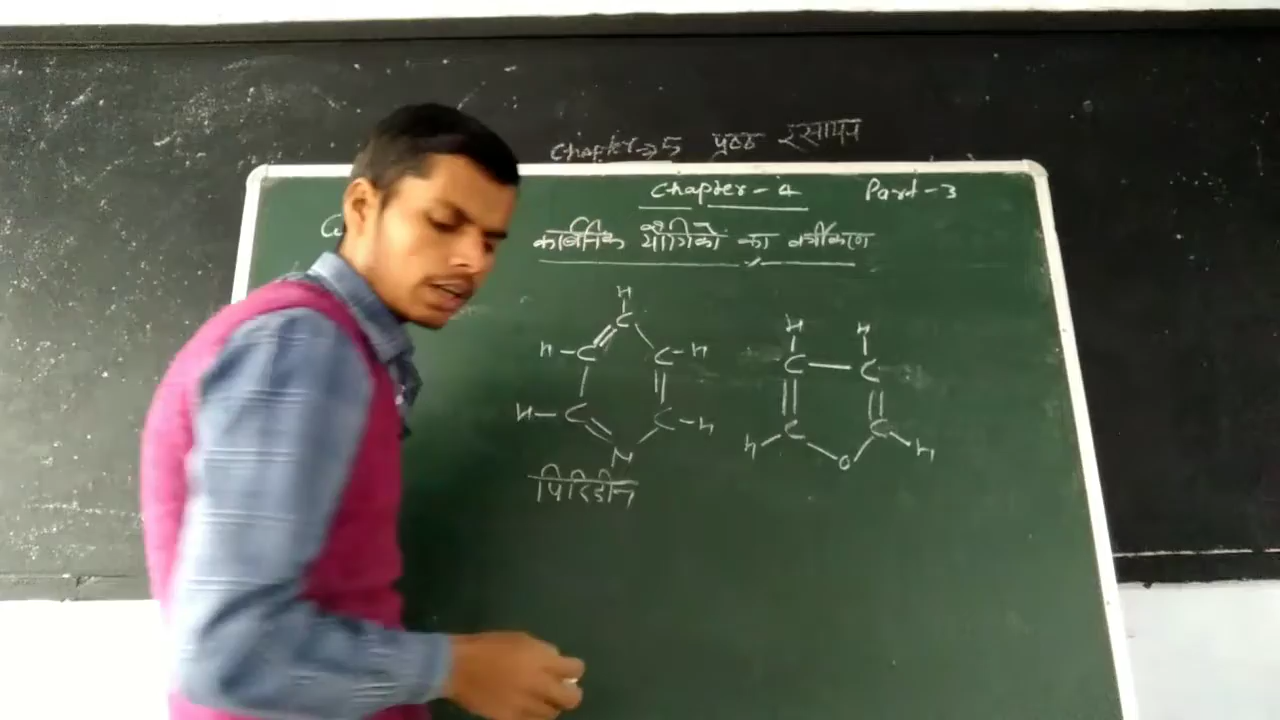 Chapter→5 पृष्ठ रसायन
Chapter-4 Part-3
कार्बनिक यौगिकों का वर्गीकरण
H
C
H-C C-H
H-C C-H
N
पिरिडीन
H H
C-C
C C
H O H